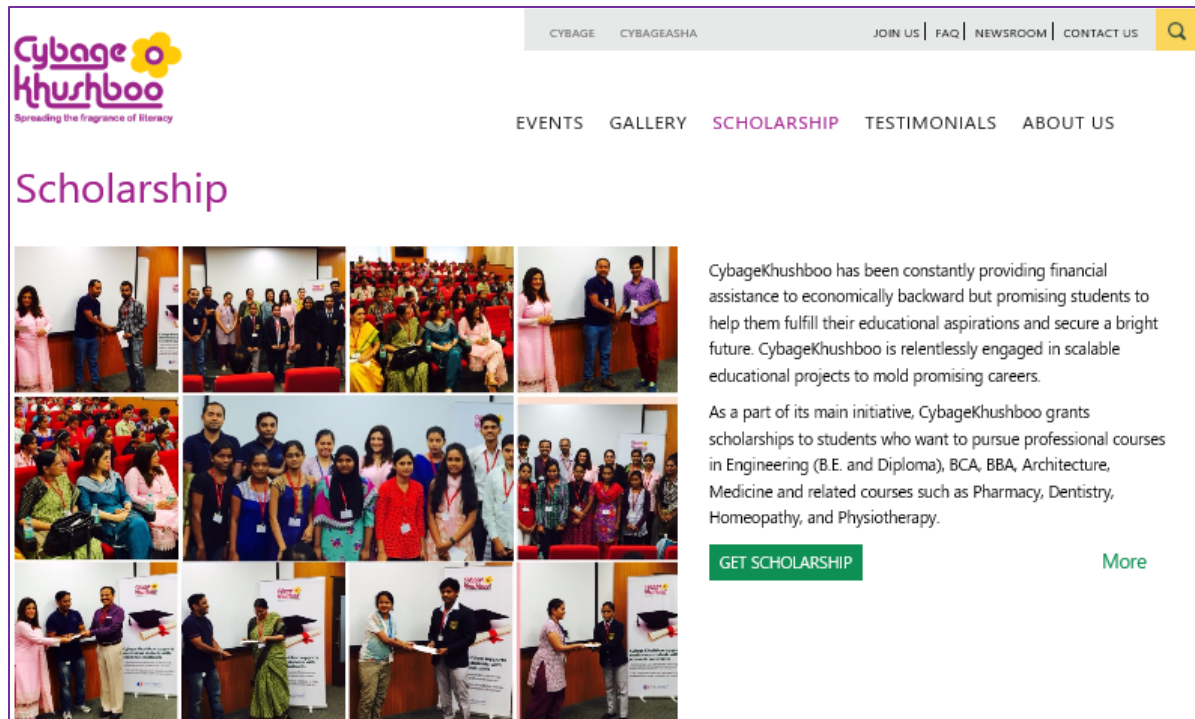 CYBAGE CYBAGEASHA JOIN US FAQ NEWSROOM CONTACT US
Cybage
Khushboo
Spreading the fragrance of literacy
EVENTS GALLERY SCHOLARSHIP TESTIMONIALS ABOUT US
Scholarship
CybageKhushboo has been constantly providing financial
assistance to economically backward but promising students to
help them fulfill their educational aspirations and secure a bright
future. CybageKhushboo is relentlessly engaged in scalable
educational projects to mold promising careers.
As a part of its main initiative, CybageKhushboo grants
scholarships to students who want to pursue professional courses
in Engineering (B.E. and Diploma), BCA, BBA, Architecture,
Medicine and related courses such as Pharmacy, Dentistry,
Homeopathy, and Physiotherapy.
GET SCHOLARSHIP More